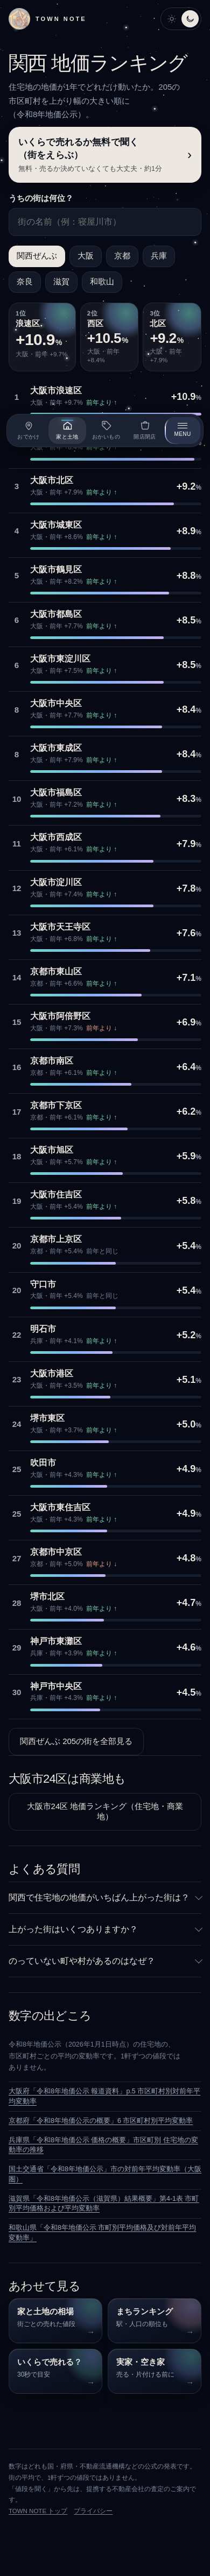 TOWN NOTE
関西 地価ランキング
住宅地の値段が1年でどれだけ動いたか。205の
市区町村を上がり幅の大きい順に
（令和8年地価公示）。
いくらで売れるか無料で聞く
（街をえらぶ）
無料・売るか決めていなくても大丈夫・約1分
›
うちの街は何位？
街の名前（例：寝屋川市）
関西ぜんぶ 大阪 京都 兵庫
奈良 滋賀 和歌山
1位
浪速区
+10.9%
大阪・前年 +9.7%
2位
西区
+10.5%
大阪・前年
+8.4%
3位
北区
+9.2%
大阪・前年
+7.9%
1 大阪市浪速区 +10.9%
大阪・前年 +9.7% 前年より ↑
おでかけ 家と土地 おかいもの 開店閉店 MENU
3 大阪市北区 +9.2%
大阪・前年 +7.9% 前年より ↑
4 大阪市城東区 +8.9%
大阪・前年 +8.6% 前年より ↑
5 大阪市鶴見区 +8.8%
大阪・前年 +8.2% 前年より ↑
6 大阪市都島区 +8.5%
大阪・前年 +7.7% 前年より ↑
6 大阪市東淀川区 +8.5%
大阪・前年 +7.5% 前年より ↑
8 大阪市中央区 +8.4%
大阪・前年 +7.7% 前年より ↑
8 大阪市東成区 +8.4%
大阪・前年 +7.9% 前年より ↑
10 大阪市福島区 +8.3%
大阪・前年 +7.2% 前年より ↑
11 大阪市西成区 +7.9%
大阪・前年 +6.1% 前年より ↑
12 大阪市淀川区 +7.8%
大阪・前年 +7.4% 前年より ↑
13 大阪市天王寺区 +7.6%
大阪・前年 +6.8% 前年より ↑
14 京都市東山区 +7.1%
京都・前年 +6.6% 前年より ↑
15 大阪市阿倍野区 +6.9%
大阪・前年 +7.3% 前年より ↓
16 京都市南区 +6.4%
京都・前年 +6.1% 前年より ↑
17 京都市下京区 +6.2%
京都・前年 +6.1% 前年より ↑
18 大阪市旭区 +5.9%
大阪・前年 +5.7% 前年より ↑
19 大阪市住吉区 +5.8%
大阪・前年 +5.4% 前年より ↑
20 京都市上京区 +5.4%
京都・前年 +5.4% 前年と同じ
20 守口市 +5.4%
大阪・前年 +5.4% 前年と同じ
22 明石市 +5.2%
兵庫・前年 +4.1% 前年より ↑
23 大阪市港区 +5.1%
大阪・前年 +3.5% 前年より ↑
24 堺市東区 +5.0%
大阪・前年 +3.7% 前年より ↑
25 吹田市 +4.9%
大阪・前年 +4.3% 前年より ↑
25 大阪市東住吉区 +4.9%
大阪・前年 +4.3% 前年より ↑
27 京都市中京区 +4.8%
京都・前年 +5.0% 前年より ↓
28 堺市北区 +4.7%
大阪・前年 +4.0% 前年より ↑
29 神戸市東灘区 +4.6%
兵庫・前年 +3.9% 前年より ↑
30 神戸市中央区 +4.5%
兵庫・前年 +4.3% 前年より ↑
関西ぜんぶ 205の街を全部見る
大阪市24区は商業地も
大阪市24区 地価ランキング（住宅地・商業
地）
よくある質問
関西で住宅地の地価がいちばん上がった街は？
上がった街はいくつありますか？
のっていない町や村があるのはなぜ？
数字の出どころ
令和8年地価公示（2026年1月1日時点）の住宅地の、
市区町村ごとの平均の変動率です。1軒ずつの値段では
ありません。
大阪府「令和8年地価公示 報道資料」p.5 市区町村別対前年平
均変動率
京都府「令和8年地価公示の概要」6 市区町村別平均変動率
兵庫県「令和8年地価公示 価格の概要」市区町別 住宅地の変
動率の推移
国土交通省「令和8年地価公示」市の対前年平均変動率（大阪
圏）
滋賀県「令和8年地価公示（滋賀県）結果概要」第4-1表 市町
別平均価格および平均変動率
和歌山県「令和8年地価公示 市町別平均価格及び対前年平均
変動率」
あわせて見る
家と土地の相場
街ごとの売れた値段
→
まちランキング
駅・人口の順位も
→
いくらで売れる？
30秒で目安
→
実家・空き家
売る・片付ける前に
→
数字はどれも国・府県・不動産流通機構などの公式の発表です。
街の平均で、1軒ずつの値段ではありません。
「値段を聞く」から先は、提携する不動産会社の査定のご案内で
す。
TOWN NOTE トップ プライバシー